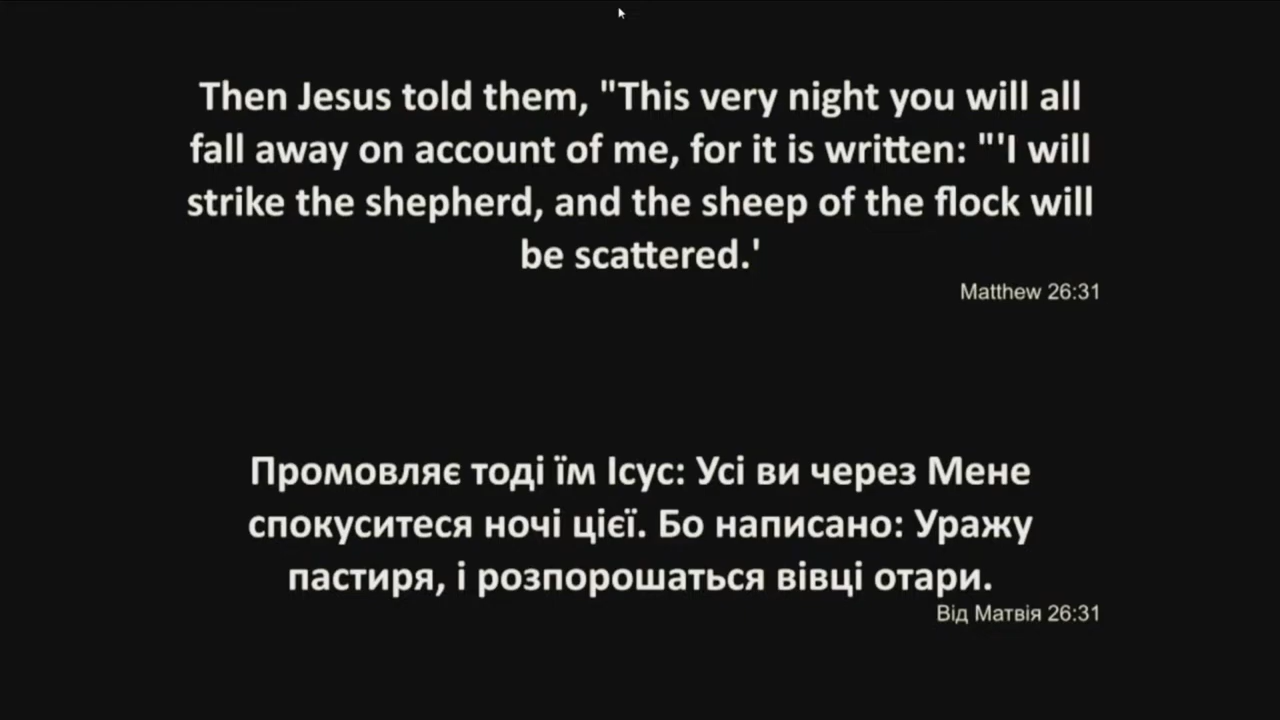 Then Jesus told them, "This very night you will all
fall away on account of me, for it is written: "'I will
strike the shepherd, and the sheep of the flock will
be scattered.'
Matthew 26:31
Промовляє тоді їм Ісус: Усі ви через Мене
спокуситеся ночі цієї. Бо написано: Уражу
пастиря, і розпорошаться вівці отари.
Від Матвія 26:31